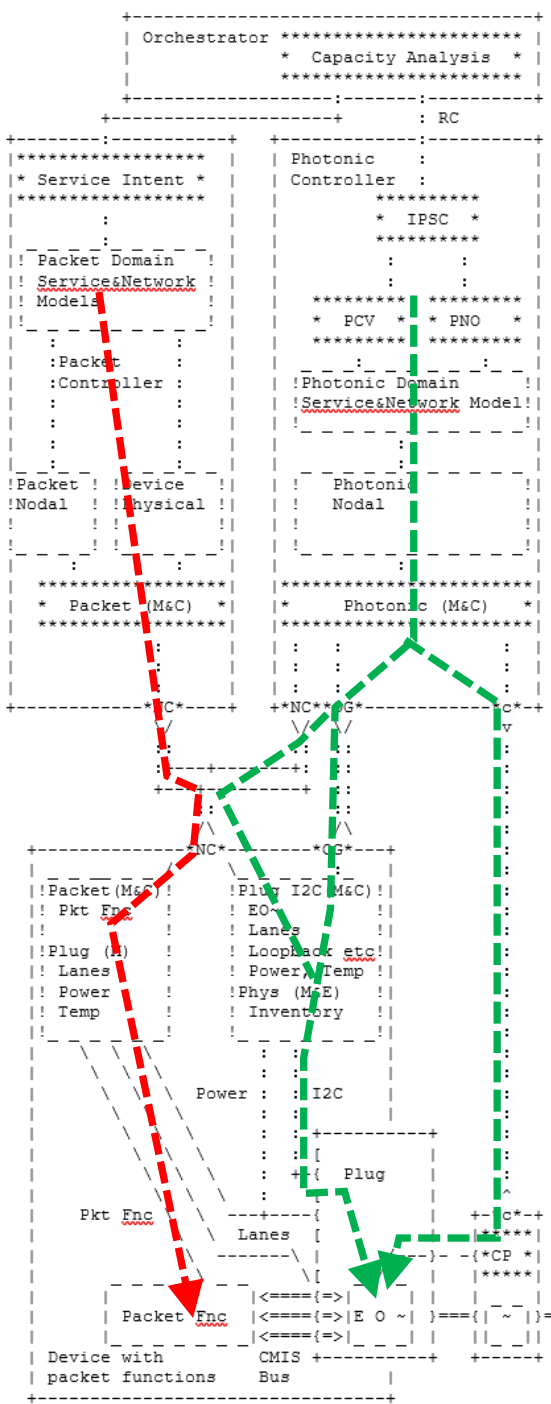 Orchestrator
Capacity Analysis
RC
Service Intent
Photonic
Controller
IPSC
Packet Domain
Service&Network
Models
PCV
PNO
Packet
Controller
Photonic Domain
Service&Network Model
Packet
Nodal
Device
Physical
Photonic
Nodal
Packet (M&C)
Photonic (M&C)
*NC*
*NC**OG*
*c*
*NC*
*OG*
Packet(M&C)
Pkt Fnc
Plug (M)
Lanes
Power
Temp
Plug I2C(M&C)
EO~
Lanes
Loopback etc
Power, Temp
Phys (M&E)
Inventory
Power
I2C
Plug
Pkt Fnc
Lanes
*c*
*CP *
Packet Fnc
E O ~
~
Device with
packet functions
CMIS
Bus